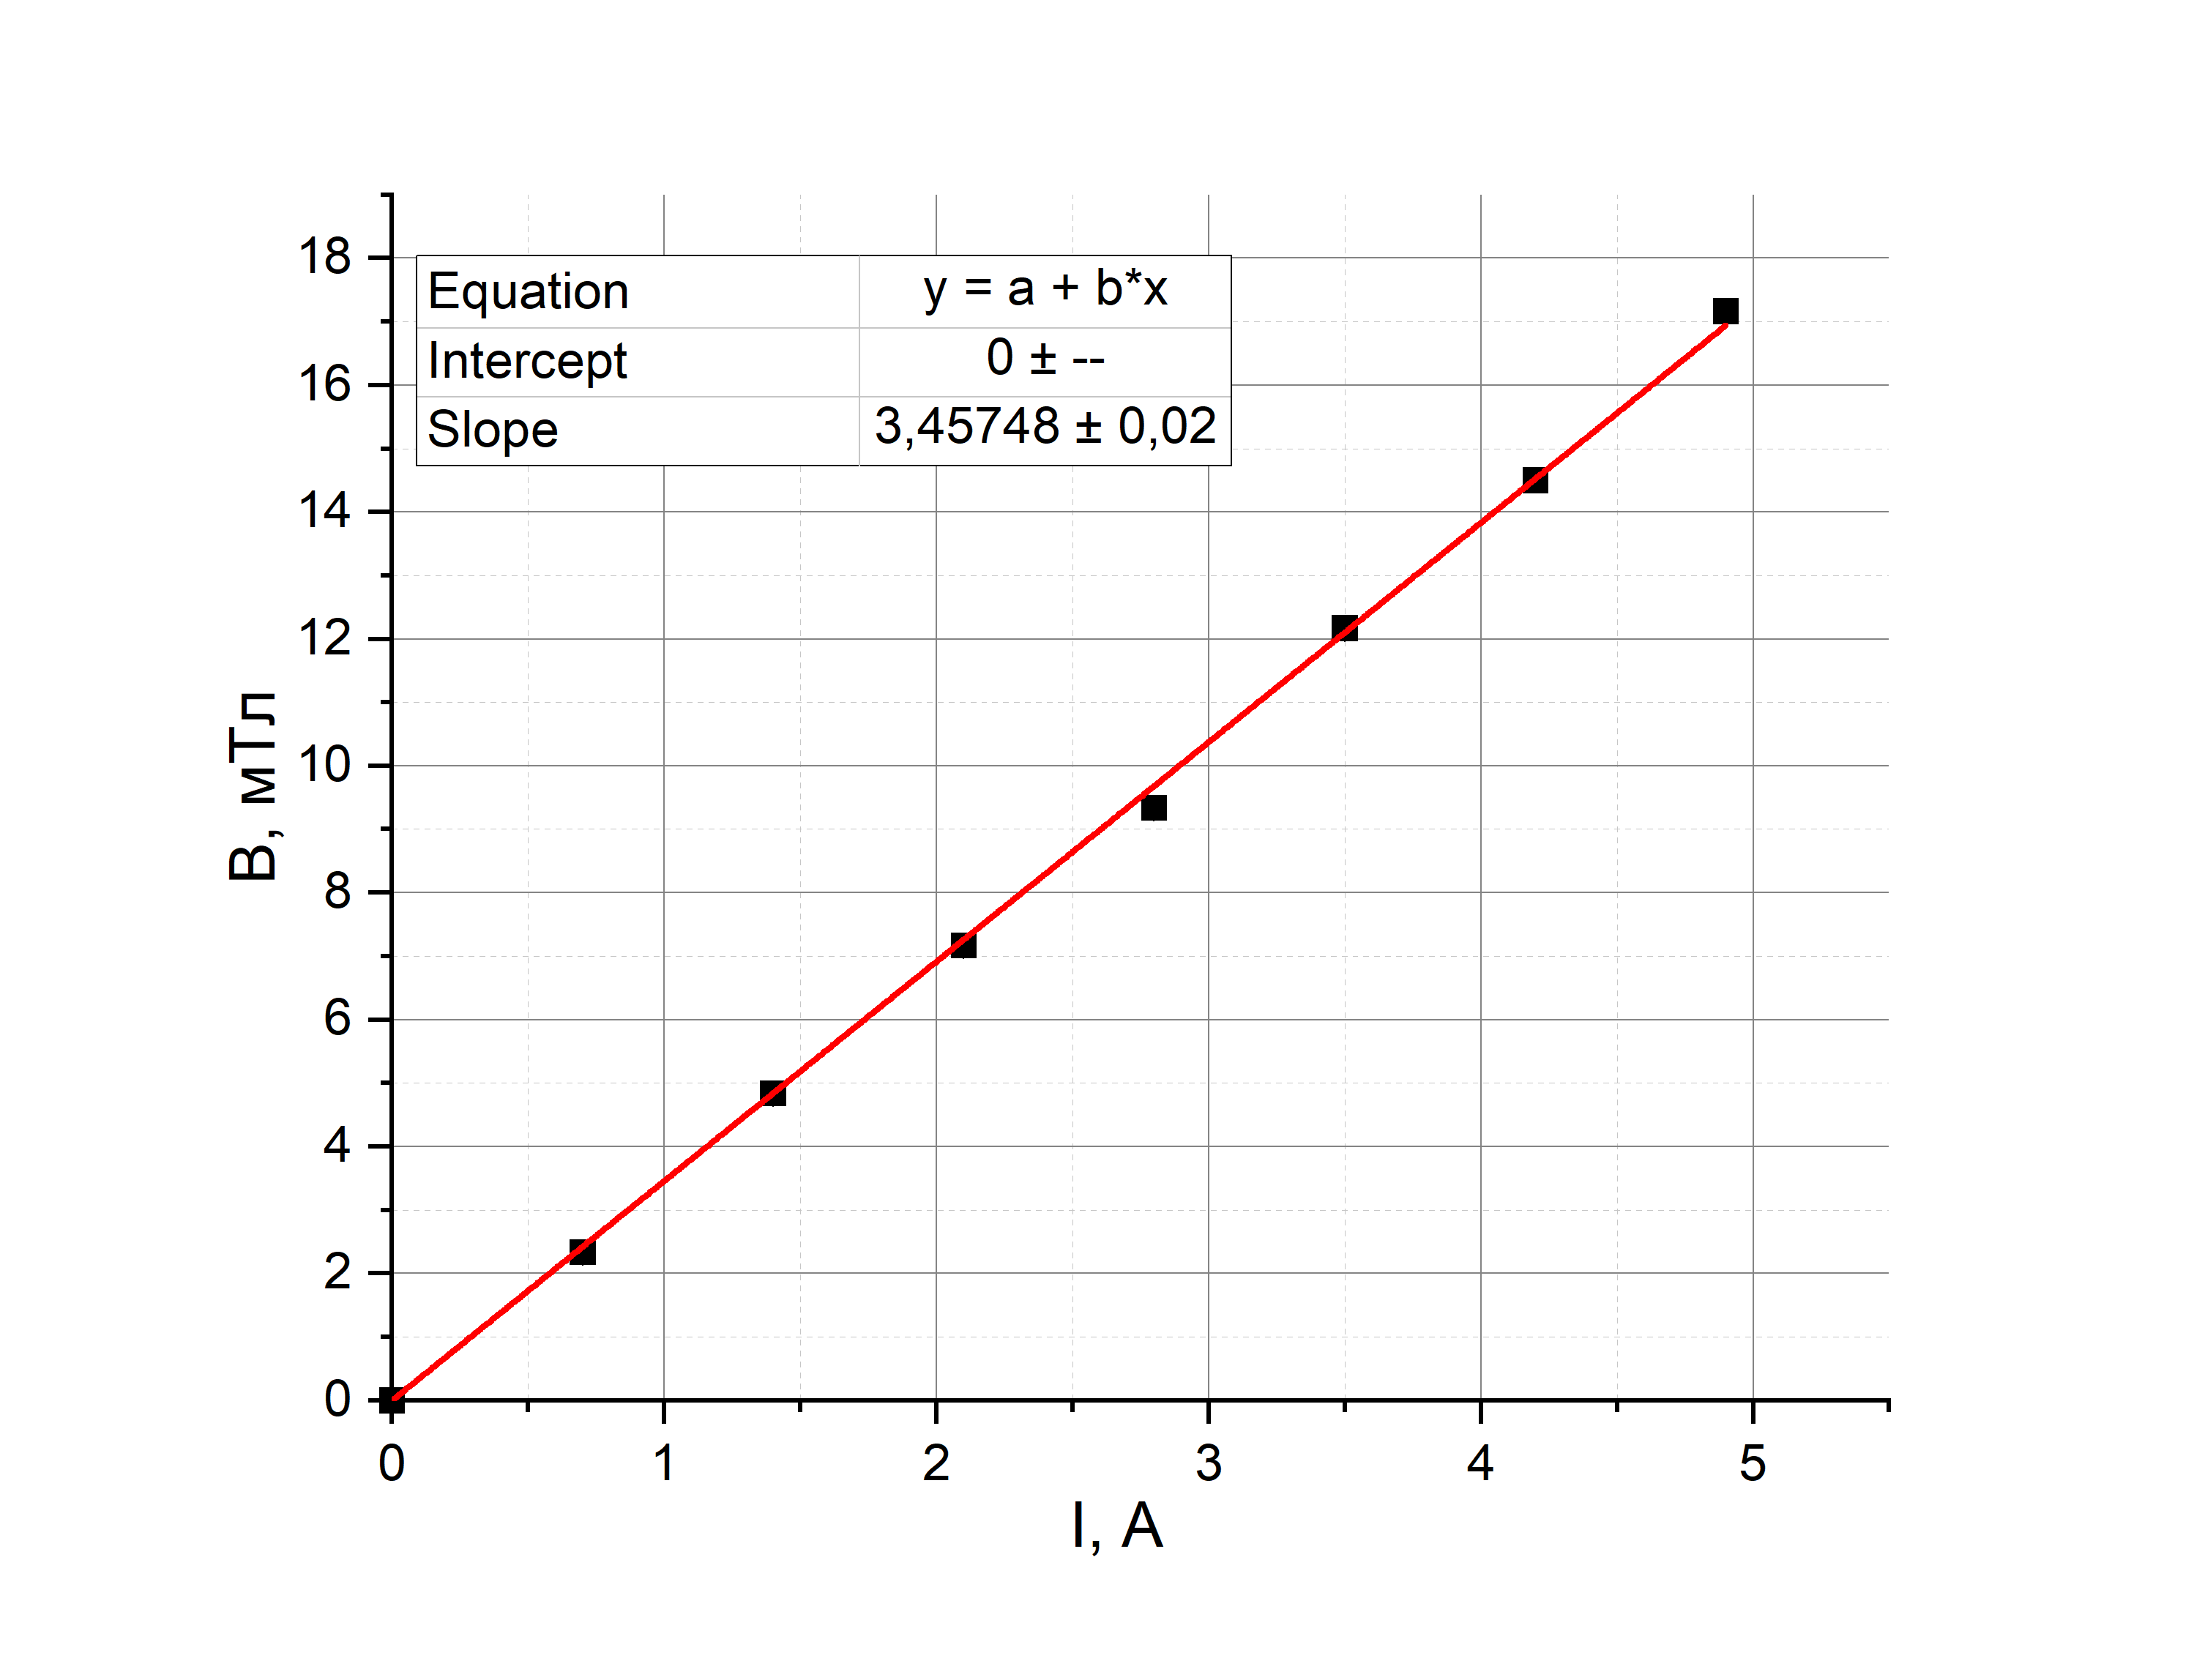 18
16
14
12
10
8
6
4
2
0
B, мТл
Equation y = a + b*x
Intercept 0 ± --
Slope 3,45748 ± 0,02
0 1 2 3 4 5
I, A